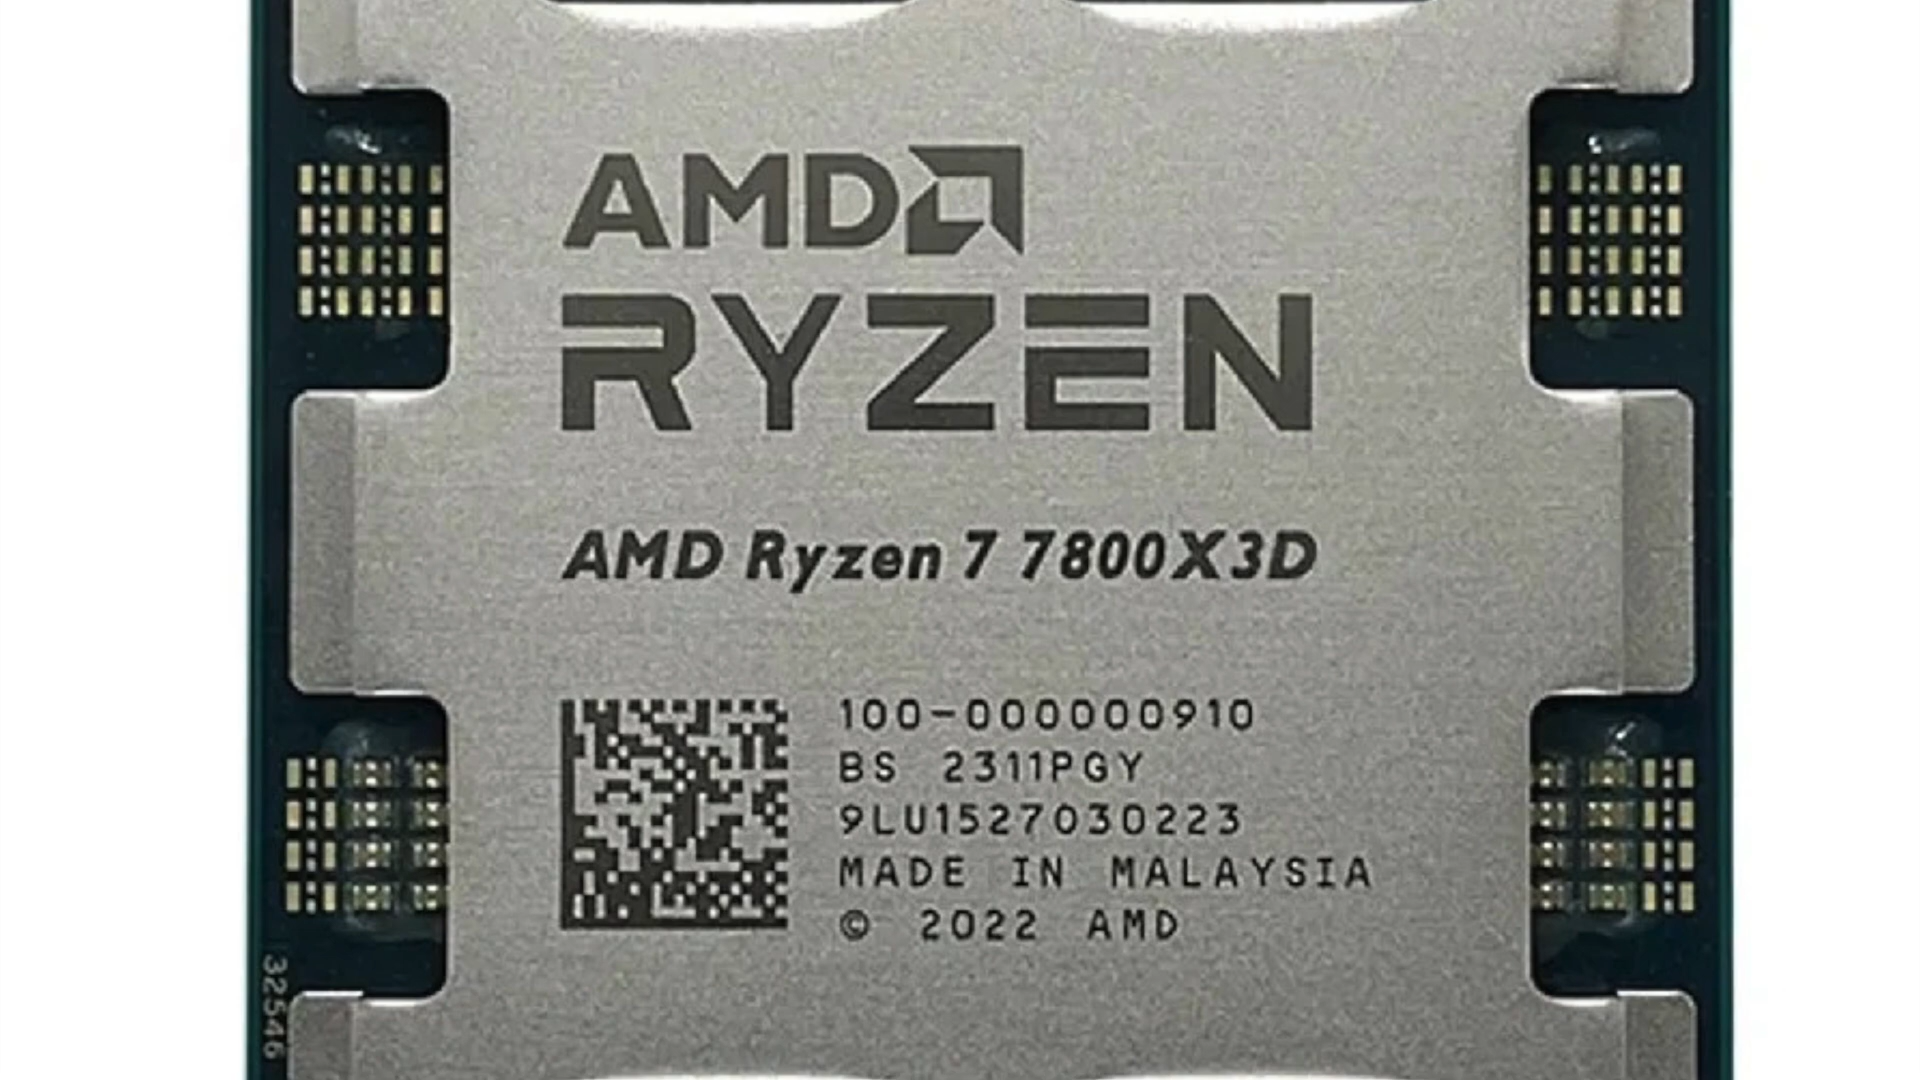 AMD
RYZEN
AMD Ryzen 7 7800X3D
100-000000910
BS 2311PGY
9LU1527030223
MADE IN MALAYSIA
© 2022 AMD
32546